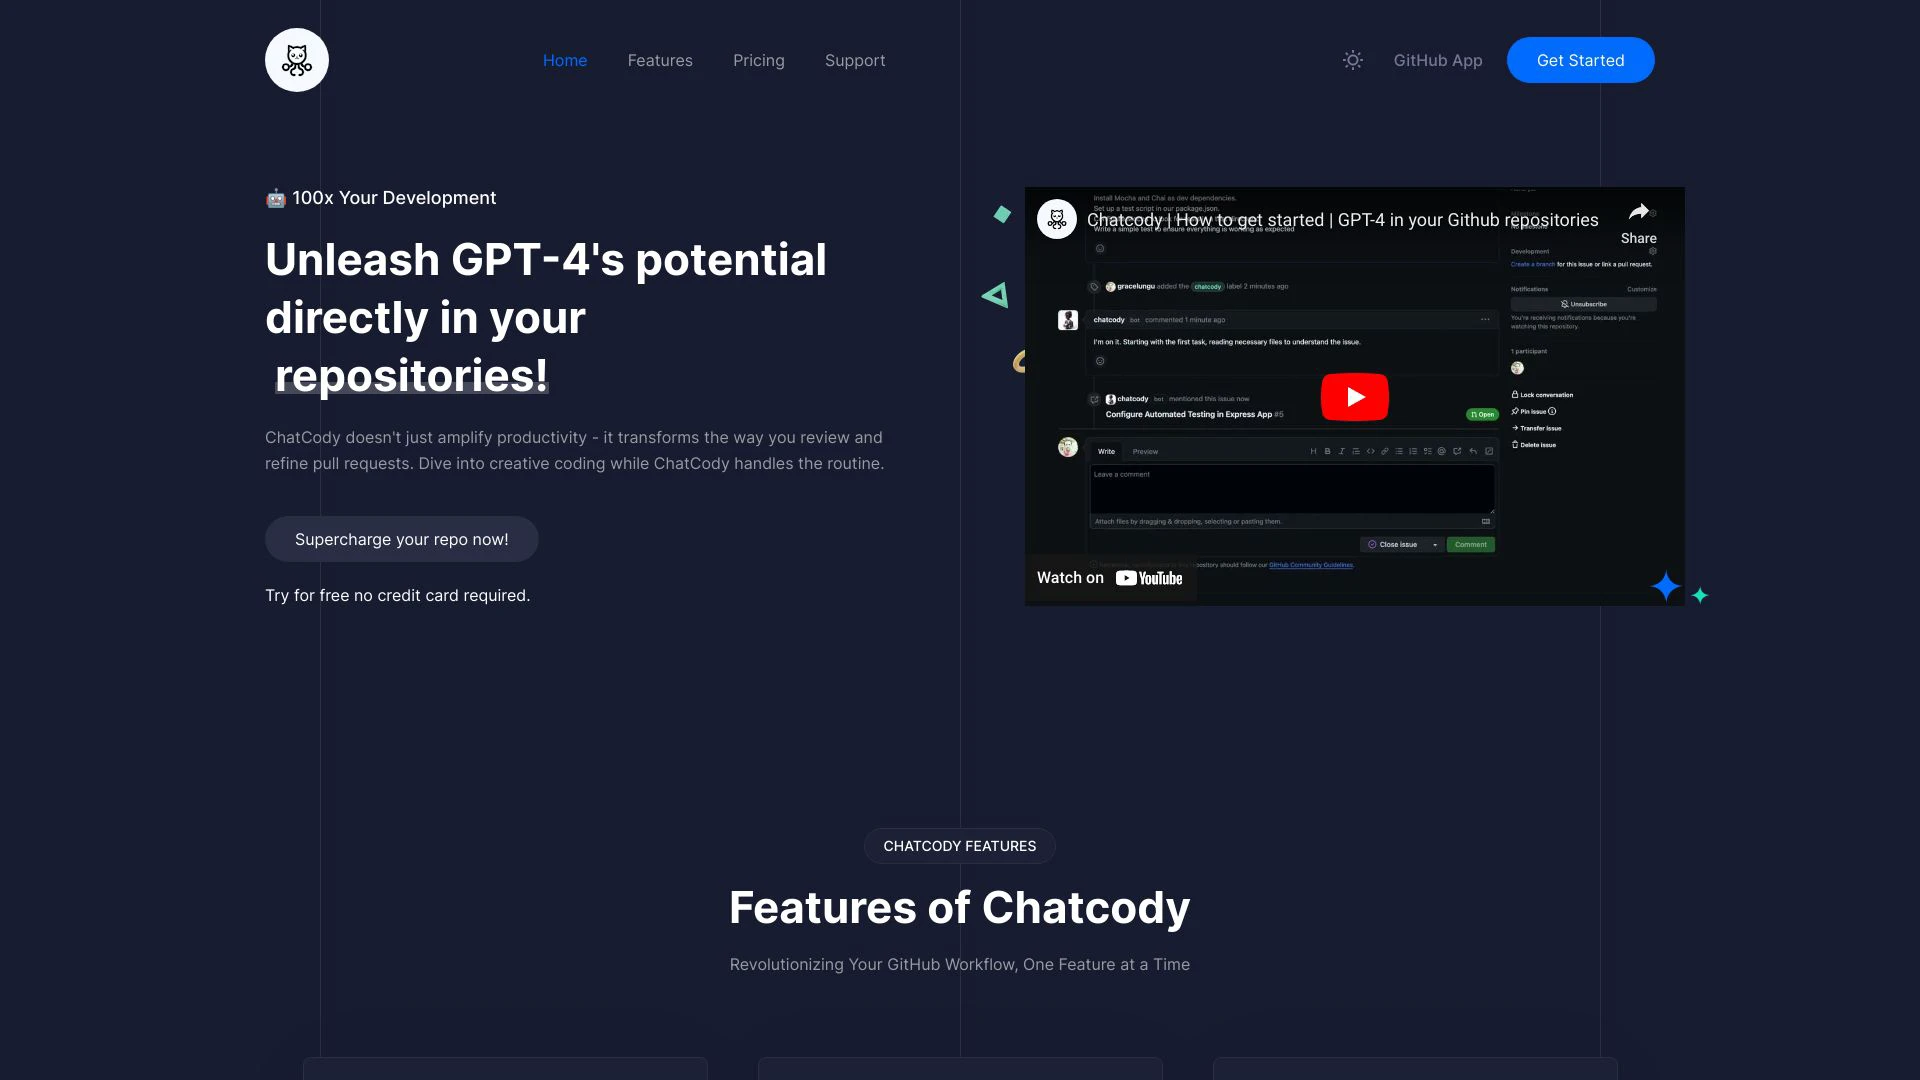 Home
Features
Pricing
Support
GitHub App
Get Started
🤖 100x Your Development
Unleash GPT-4's potential
directly in your
repositories!
ChatCody doesn't just amplify productivity - it transforms the way you review and
refine pull requests. Dive into creative coding while ChatCody handles the routine.
Supercharge your repo now!
Try for free no credit card required.
Install Mocha and Chai as dev dependencies.
Set up a test script in our package.json.
Chatcody | How to get started | GPT-4 in your Github repositories
Share
Write a simple test to ensure everything is working as expected
gracelungu added the chatcody label 2 minutes ago
chatcody bot commented 1 minute ago
I'm on it. Starting with the first task, reading necessary files to understand the issue.
chatcody bot mentioned this issue now
Configure Automated Testing in Express App #5
Open
Write
Preview
Leave a comment
Attach files by dragging & dropping, selecting or pasting them.
Close issue
Comment
repository should follow our GitHub Community Guidelines.
Development
Create a branch for this issue or link a pull request.
Notifications
Customize
Unsubscribe
You're receiving notifications because you're
watching this repository.
1 participant
Lock conversation
Pin issue
Transfer issue
Delete issue
Watch on YouTube
CHATCODY FEATURES
Features of Chatcody
Revolutionizing Your GitHub Workflow, One Feature at a Time